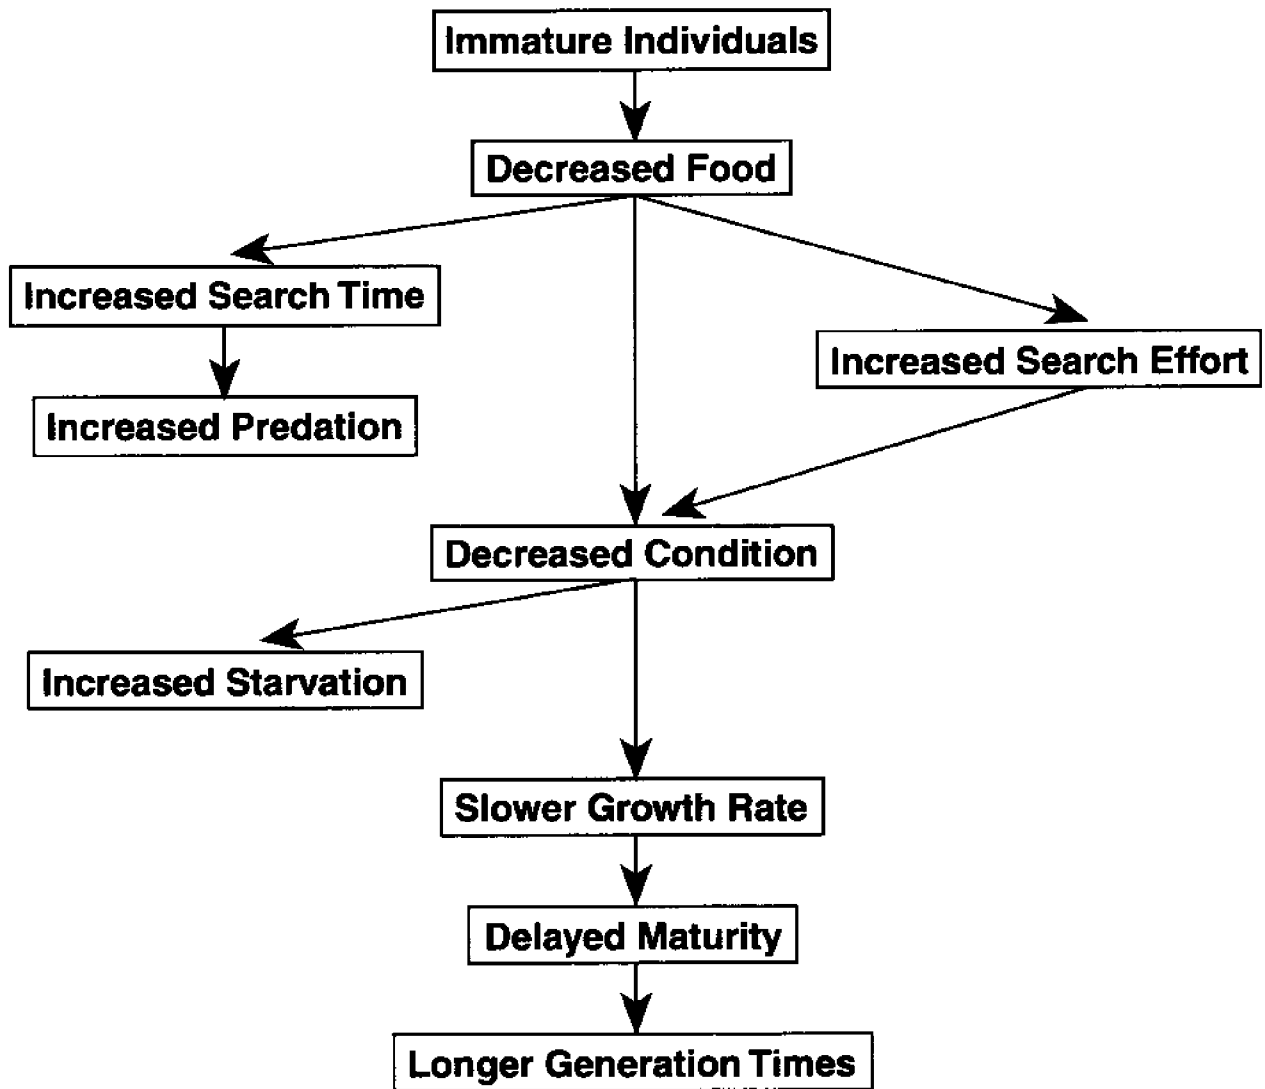 Immature Individuals
Decreased Food
Increased Search Time
Increased Search Effort
Increased Predation
Decreased Condition
Increased Starvation
Slower Growth Rate
Delayed Maturity
Longer Generation Times